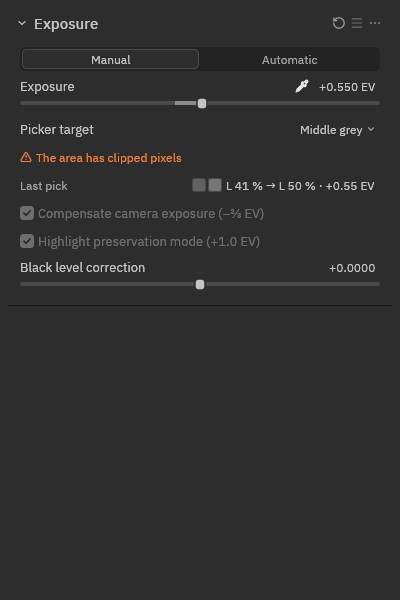 Exposure
Manual Automatic
Exposure +0.550 EV
Picker target Middle grey
The area has clipped pixels
Last pick L 41 % → L 50 % · +0.55 EV
Compensate camera exposure (−⅔ EV)
Highlight preservation mode (+1.0 EV)
Black level correction +0.0000